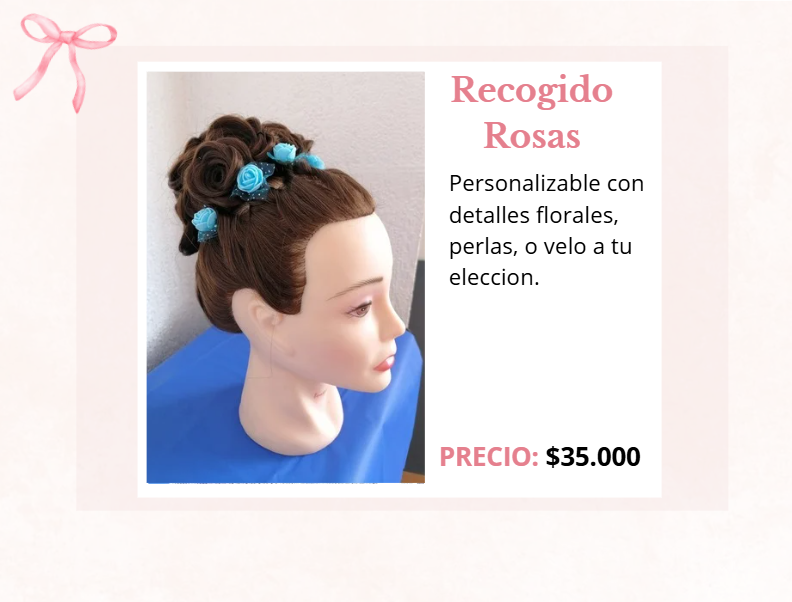 Recogido
Rosas
Personalizable con
detalles florales,
perlas, o velo a tu
eleccion.
PRECIO: $35.000